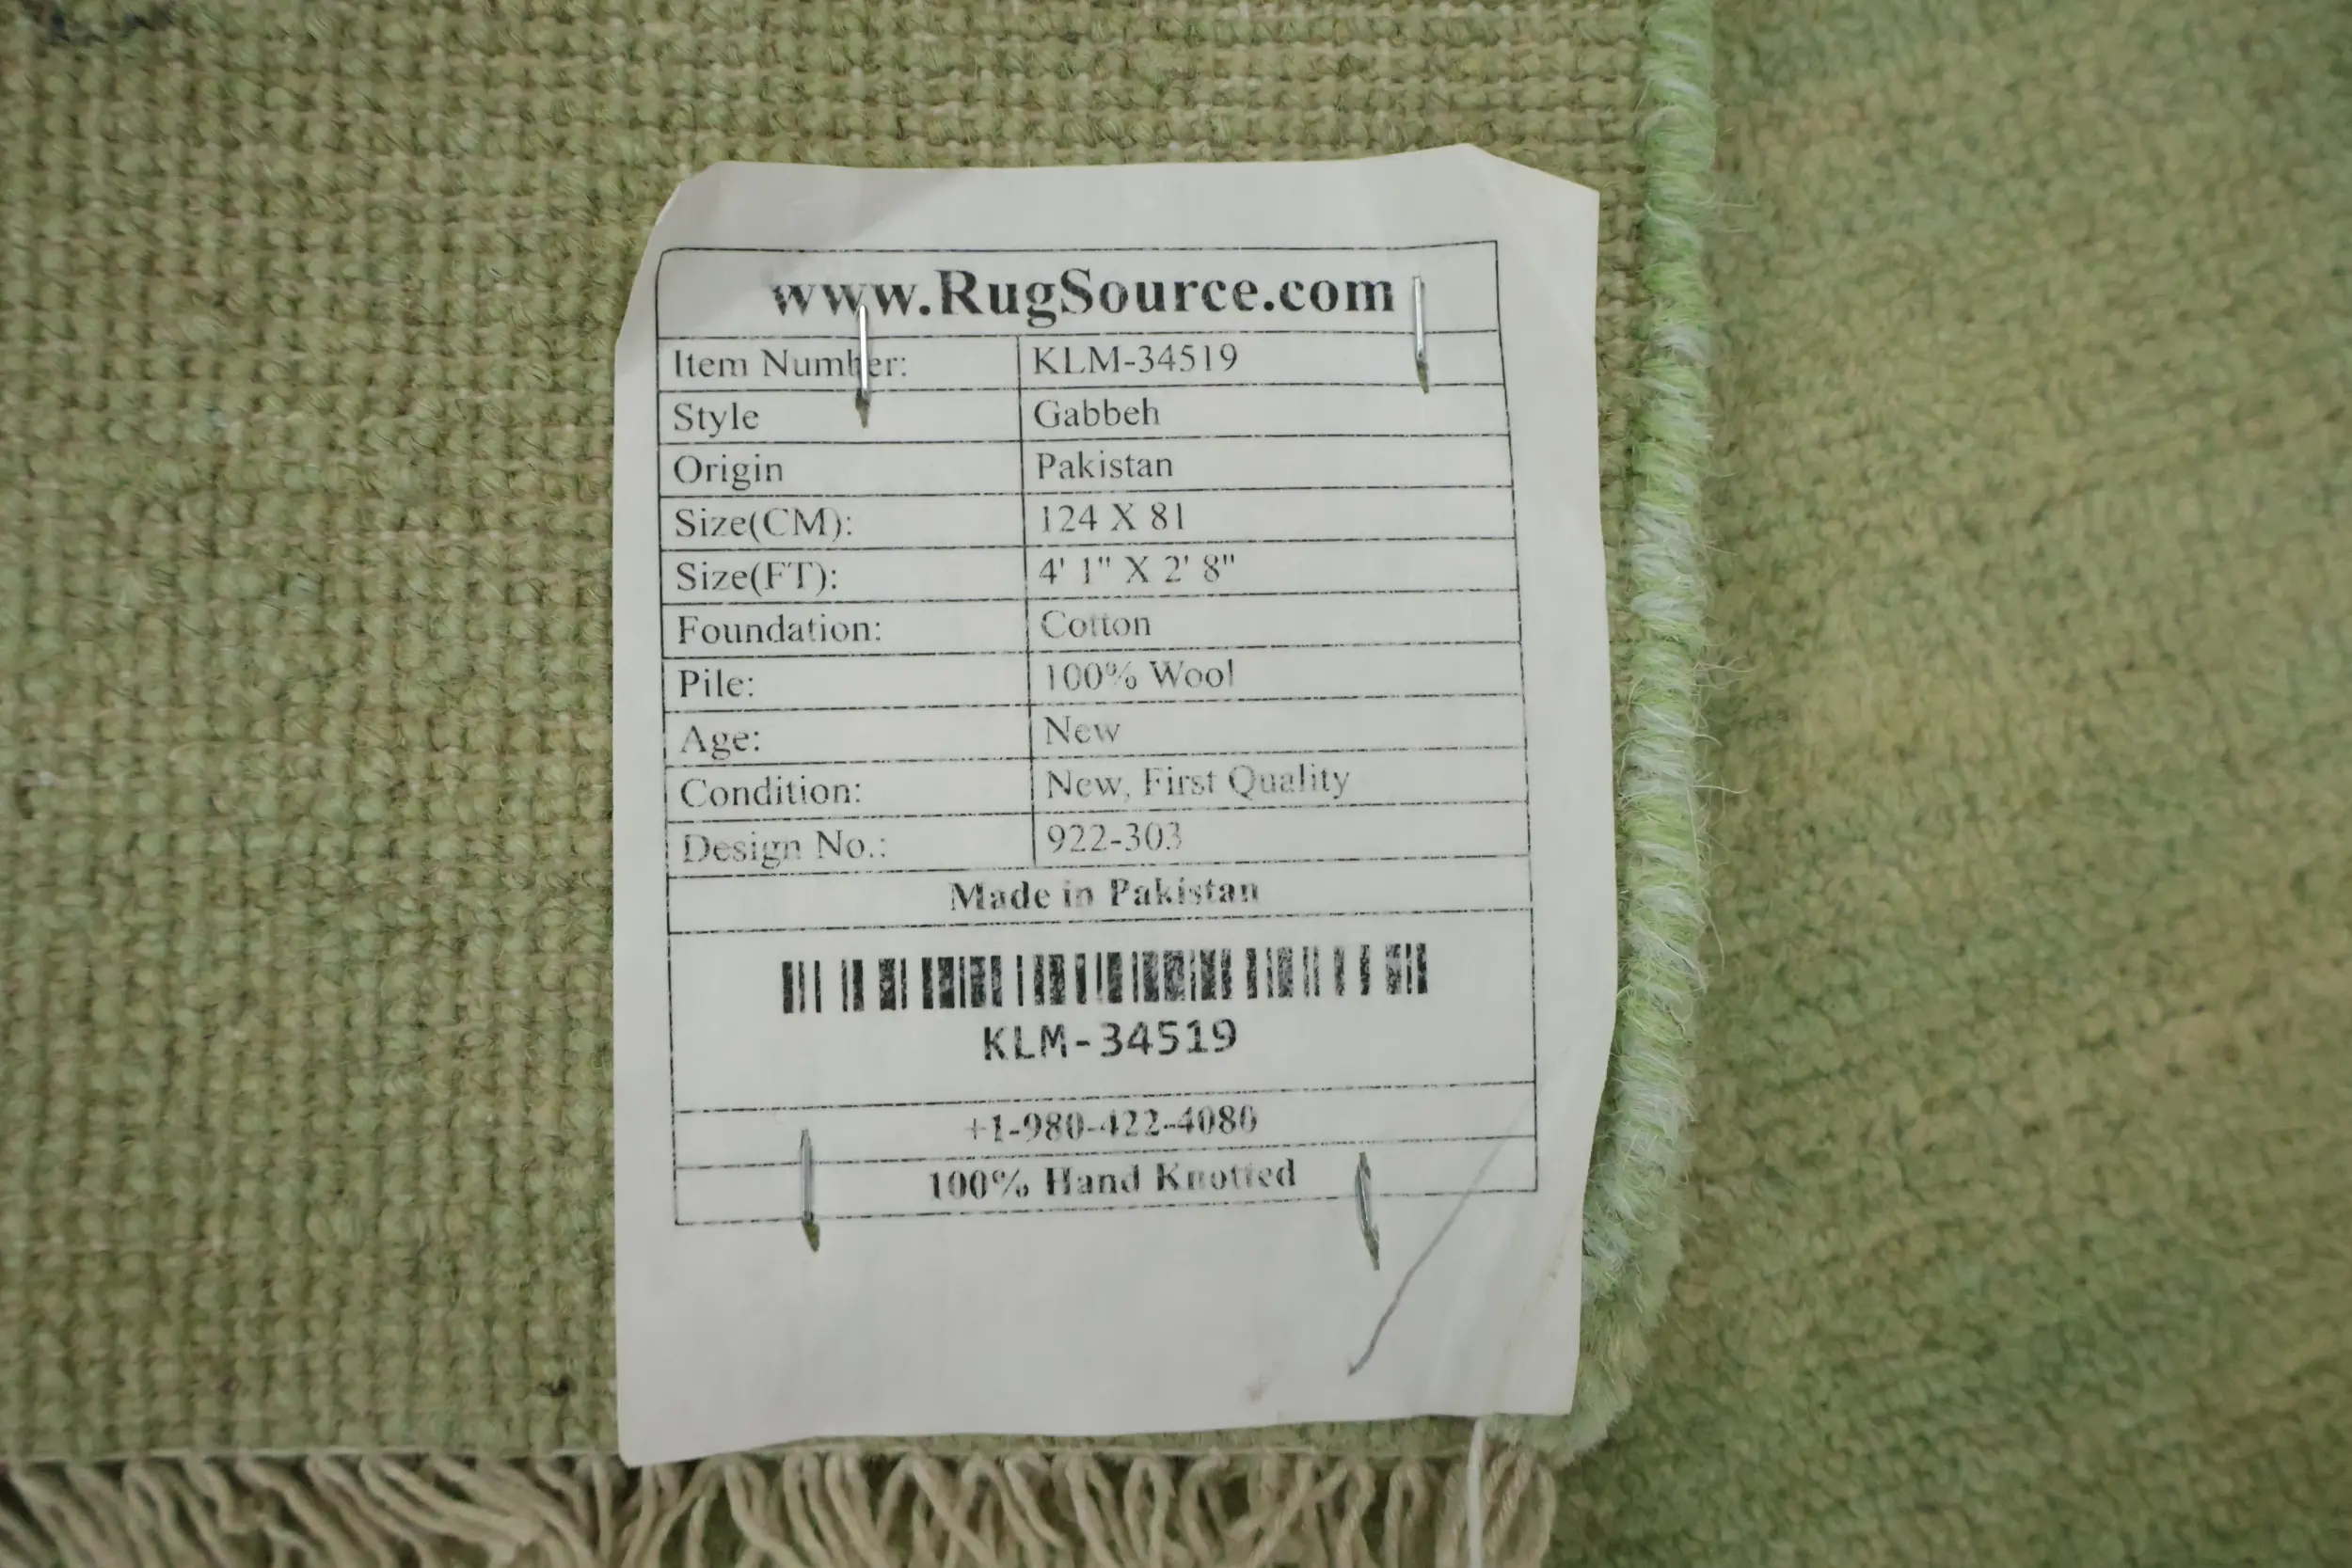 www.RugSource.com
Item Number: KLM-34519
Style Gabbeh
Origin Pakistan
Size(CM): 124 X 81
Size(FT): 4' 1" X 2' 8"
Foundation: Cotton
Pile: 100% Wool
Age: New
Condition: New, First Quality
Design No.: 922-303
Made in Pakistan
KLM-34519
+1-980-422-4080
100% Hand Knotted